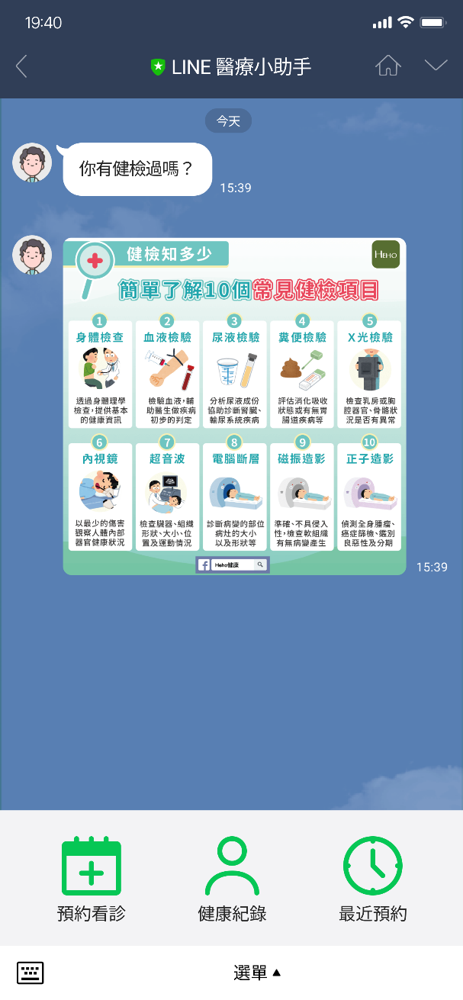 19:40
LINE 醫療小助手
今天
你有健檢過嗎？
15:39
健檢知多少
HEHO
簡單了解10個常見健檢項目
1
身體檢查
透過身體理學
檢查，提供基本
的健康資訊
2
血液檢驗
檢驗血液，輔
助醫生做疾病
初步的判定
3
尿液檢驗
分析尿液成份
協助診斷腎臟、
輸尿系統疾病
4
糞便檢驗
評估消化吸收
狀態或有無胃
腸道疾病等
5
X光檢驗
檢查乳房或胸
腔器官、骨骼狀
況是否有異常
6
內視鏡
以最少的傷害
觀察人體內部
器官健康狀況
7
超音波
檢查臟器、組織
形狀、大小、位
置及運動情況
8
電腦斷層
診斷病變的部位
病灶的大小
以及形狀等
9
磁振造影
準確、不具侵入
性，檢查軟組織
有無病變產生
10
正子造影
偵測全身腫瘤、
癌症篩檢、鑑別
良惡性及分期
Heho健康
15:39
預約看診
健康紀錄
最近預約
選單